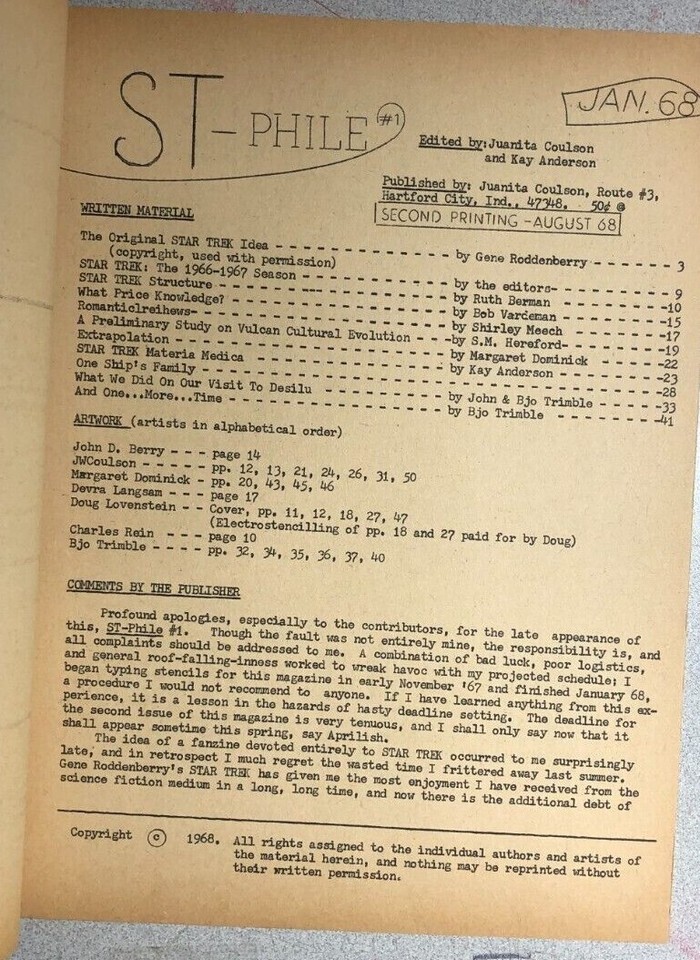 ST-PHILE #1
JAN. 68
Edited by: Juanita Coulson
and Kay Anderson
Published by: Juanita Coulson, Route #3,
Hartford City, Ind., 47348. 50¢ @
SECOND PRINTING - AUGUST 68
WRITTEN MATERIAL
The Original STAR TREK Idea - - - - - - - - - - - by Gene Roddenberry - - - - - - 3
(copyright, used with permission)
STAR TREK: The 1966-1967 Season - - - - - - - - - by the editors- - - - - - - - 9
STAR TREK Structure - - - - - - - - - - - - - - - by Ruth Berman - - - - - - - -10
What Price Knowledge? - - - - - - - - - - - - - - by Bob Vardeman - - - - - - -15
Romanticlreihews- - - - - - - - - - - - - - - - - by Shirley Meech - - - - - - -17
A Preliminary Study on Vulcan Cultural Evolution - - -by S.M. Hereford- - - - - - -19
Extrapolation - - - - - - - - - - - - - - - - - - by Margaret Dominick - - - - -22
STAR TREK Materia Medica - - - - - - - - - - - - by Kay Anderson - - - - - - - -23
One Ship's Family - - - - - - - - - - - - - - - - - - - - - - - - - - - - - - -28
What We Did On Our Visit To Desilu - - - - - - - by John & Bjo Trimble - - - - -33
And One...More...Time - - - - - - - - - - - - - - by Bjo Trimble - - - - - - - -41
ARTWORK (artists in alphabetical order)
John D. Berry - - - page 14
JWCoulson - - - - - pp. 12, 13, 21, 24, 26, 31, 50
Margaret Dominick - pp. 20, 43, 45, 46
Devra Langsam - - - page 17
Doug Lovenstein - - Cover, pp. 11, 12, 18, 27, 47
(Electrostencilling of pp. 18 and 27 paid for by Doug)
Charles Rein - - - page 10
Bjo Trimble - - - - pp. 32, 34, 35, 36, 37, 40
COMMENTS BY THE PUBLISHER
Profound apologies, especially to the contributors, for the late appearance of
this, ST-Phile #1. Though the fault was not entirely mine, the responsibility is, and
all complaints should be addressed to me. A combination of bad luck, poor logistics,
and general roof-falling-inness worked to wreak havoc with my projected schedule; I
began typing stencils for this magazine in early November '67 and finished January 68,
a procedure I would not recommend to anyone. If I have learned anything from this ex-
perience, it is a lesson in the hazards of hasty deadline setting. The deadline for
the second issue of this magazine is very tenuous, and I shall only say now that it
shall appear sometime this spring, say Aprilish.
The idea of a fanzine devoted entirely to STAR TREK occurred to me surprisingly
late, and in retrospect I much regret the wasted time I frittered away last summer.
Gene Roddenberry's STAR TREK has given me the most enjoyment I have received from the
science fiction medium in a long, long time, and now there is the additional debt of
Copyright © 1968. All rights assigned to the individual authors and artists of
the material herein, and nothing may be reprinted without
their written permission.